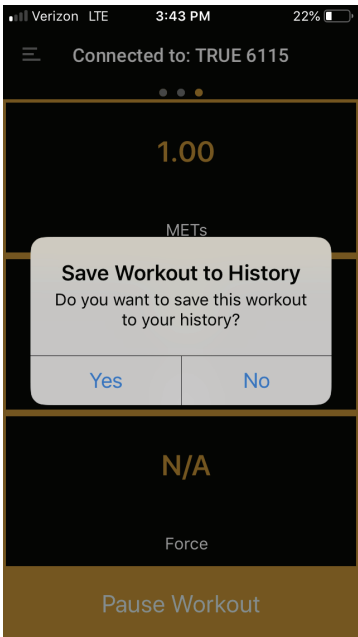 Verizon LTE 3:43 PM 22%
Connected to: TRUE 6115
1.00
METs
Save Workout to History
Do you want to save this workout
to your history?
Yes No
N/A
Force
Pause Workout